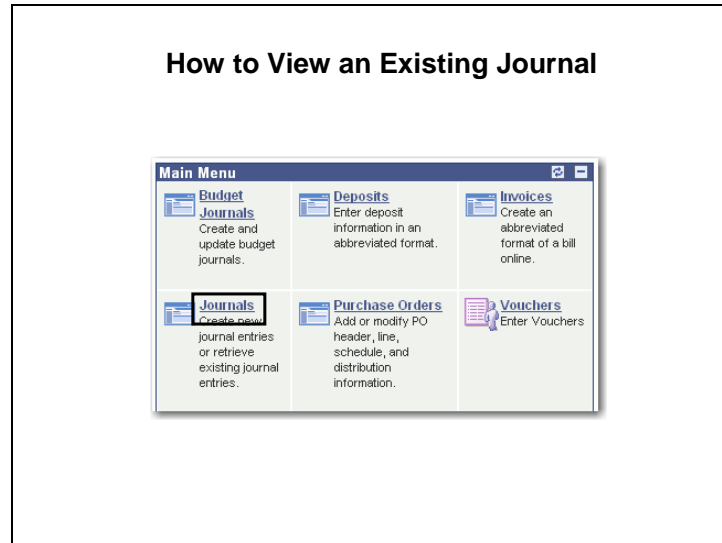 How to View an Existing Journal
Main Menu
Budget
Journals
Create and
update budget
journals.
Deposits
Enter deposit
information in an
abbreviated format.
Invoices
Create an
abbreviated
format of a bill
online.
Journals
Create new
journal entries
or retrieve
existing journal
entries.
Purchase Orders
Add or modify PO
header, line,
schedule, and
distribution
information.
Vouchers
Enter Vouchers